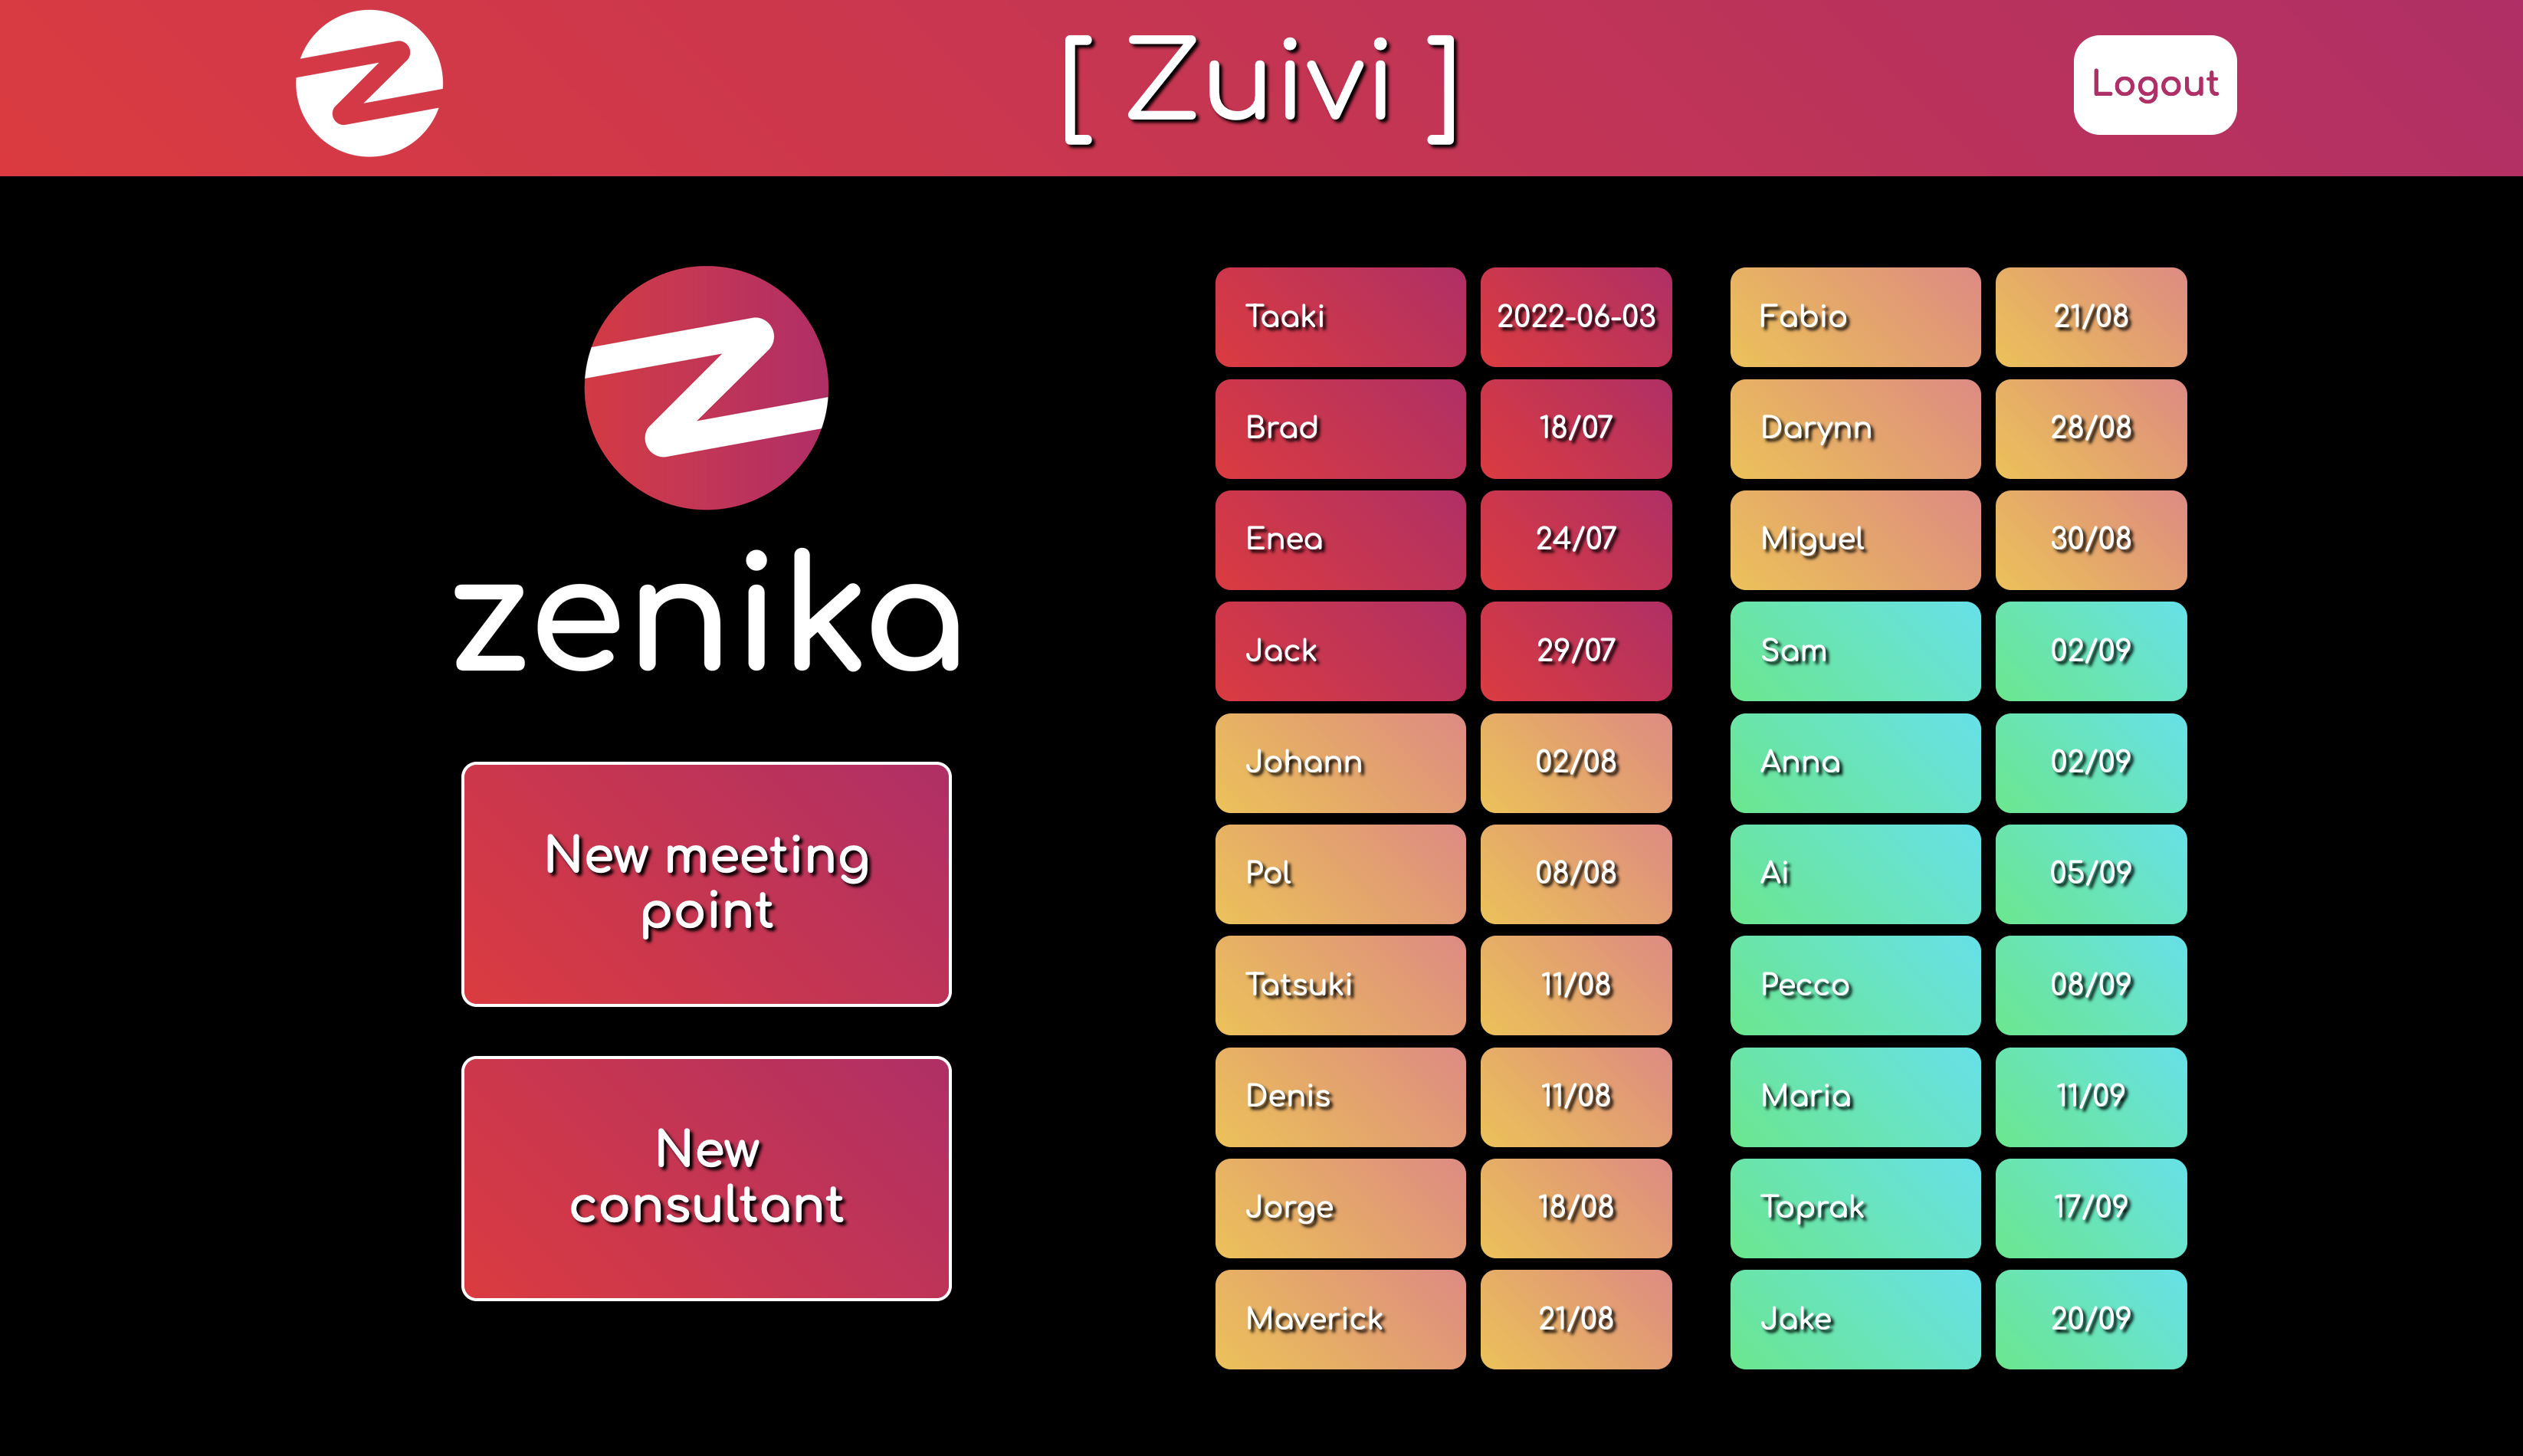 [ Zuivi ]
Logout
zenika
New meeting
point
New
consultant
Taaki 2022-06-03
Brad 18/07
Enea 24/07
Jack 29/07
Johann 02/08
Pol 08/08
Tatsuki 11/08
Denis 11/08
Jorge 18/08
Maverick 21/08
Fabio 21/08
Darynn 28/08
Miguel 30/08
Sam 02/09
Anna 02/09
Ai 05/09
Pecco 08/09
Maria 11/09
Toprak 17/09
Jake 20/09